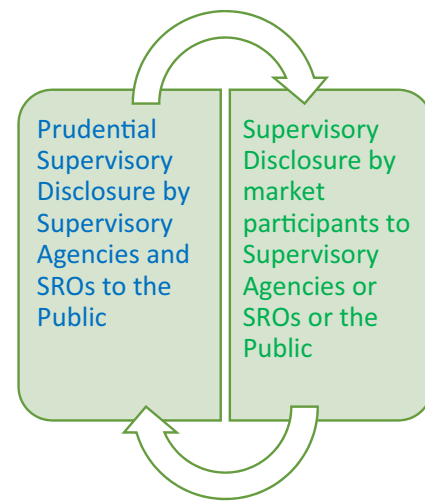 Prudential
Supervisory
Disclosure by
Supervisory
Agencies and
SROs to the
Public
Supervisory
Disclosure by
market
participants to
Supervisory
Agencies or
SROs or the
Public